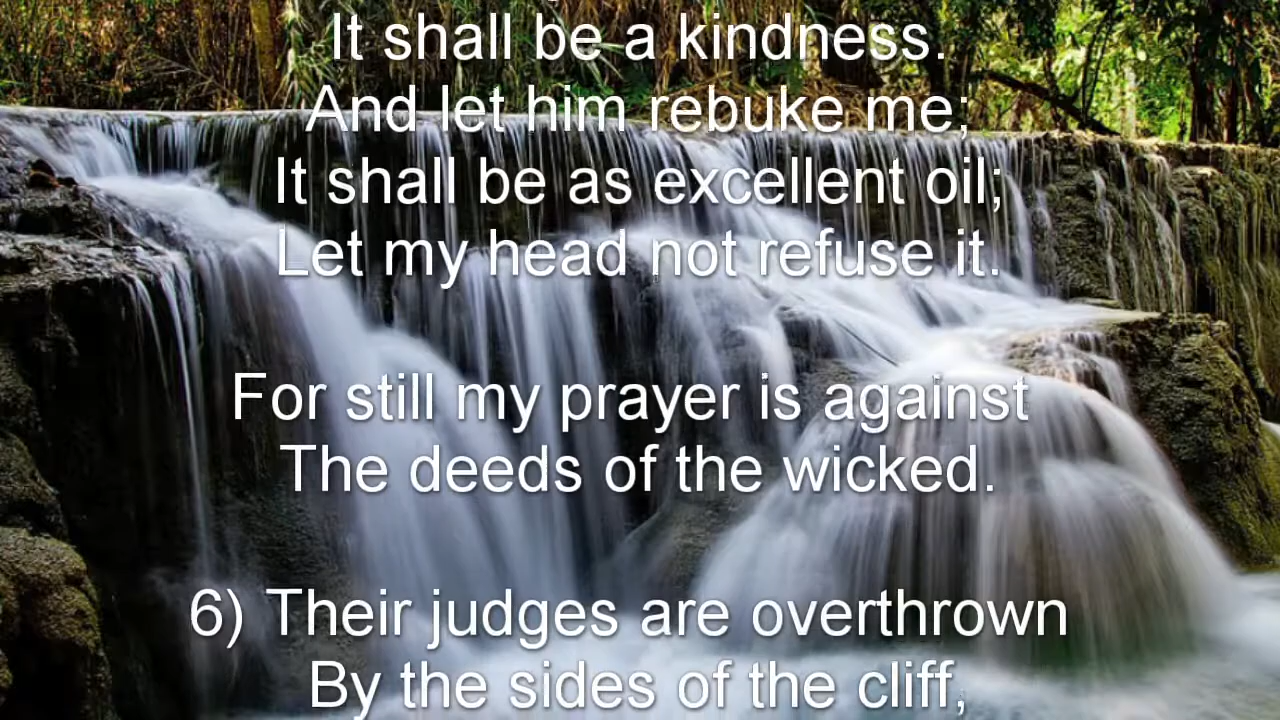 It shall be a kindness.
And let him rebuke me;
It shall be as excellent oil;
Let my head not refuse it.
For still my prayer is against
The deeds of the wicked.
6) Their judges are overthrown
By the sides of the cliff,